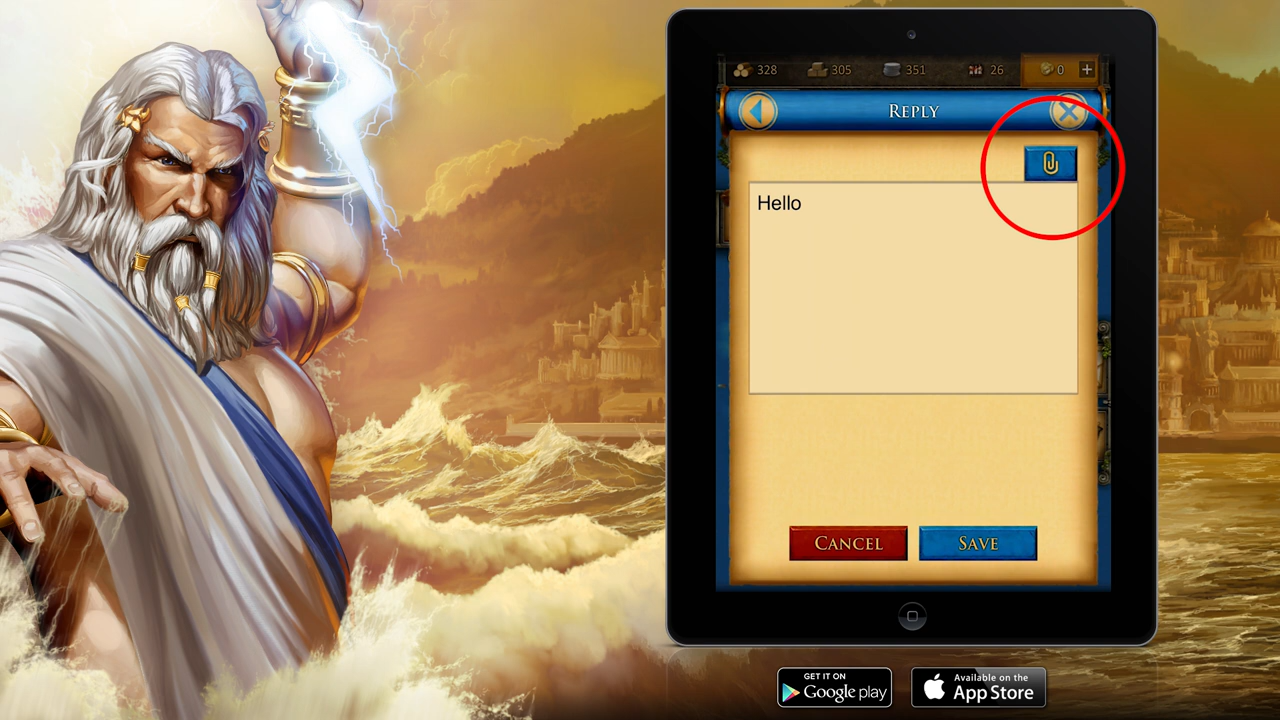 328 305 351 26 0
REPLY
Hello
CANCEL SAVE
GET IT ON
Google play
Available on the
App Store